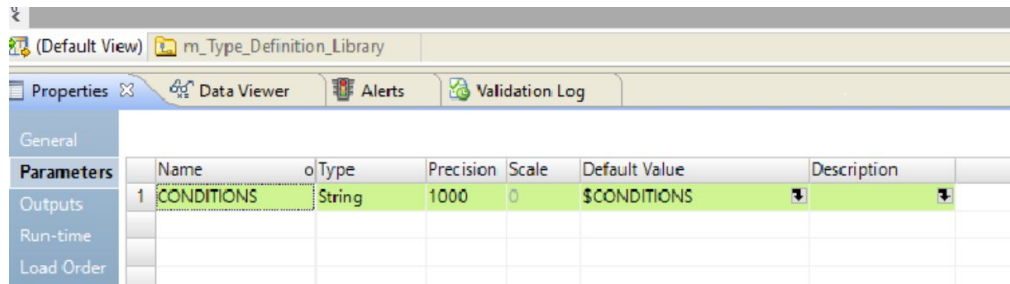 (Default View) m_Type_Definition_Library
Properties Data Viewer Alerts Validation Log
General
Parameters Name Type Precision Scale Default Value Description
1 CONDITIONS String 1000 0 $CONDITIONS
Outputs
Run-time
Load Order